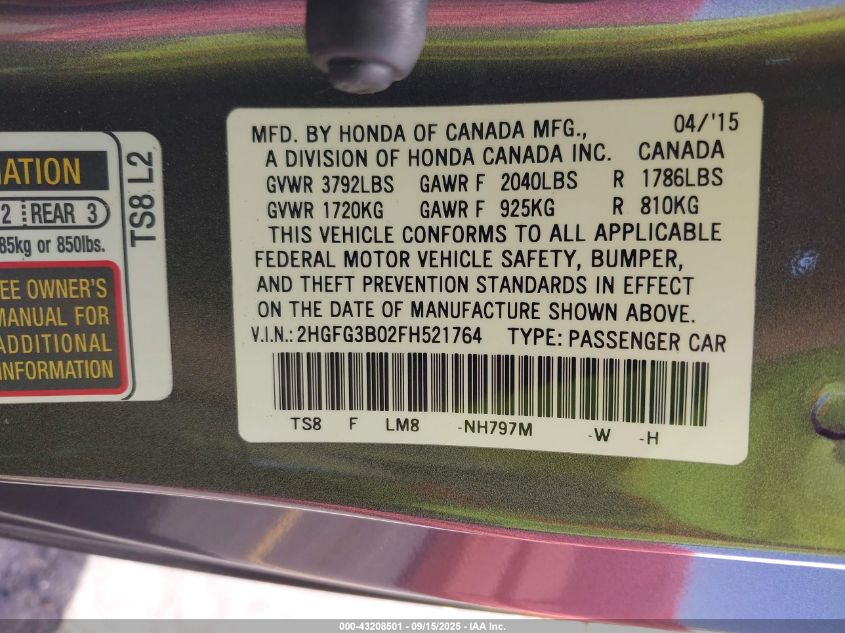 MATION
2 REAR 3
85kg or 850lbs.
EE OWNER'S
MANUAL FOR
ADDITIONAL
INFORMATION
TS8 L2
MFD. BY HONDA OF CANADA MFG., 04/'15
A DIVISION OF HONDA CANADA INC. CANADA
GVWR 3792LBS GAWR F 2040LBS R 1786LBS
GVWR 1720KG GAWR F 925KG R 810KG
THIS VEHICLE CONFORMS TO ALL APPLICABLE
FEDERAL MOTOR VEHICLE SAFETY, BUMPER,
AND THEFT PREVENTION STANDARDS IN EFFECT
ON THE DATE OF MANUFACTURE SHOWN ABOVE.
V.I.N.: 2HGFG3B02FH521764 TYPE: PASSENGER CAR
TS8 F LM8 -NH797M -W -H
000-43208501 - 09/15/2025 - IAA Inc.